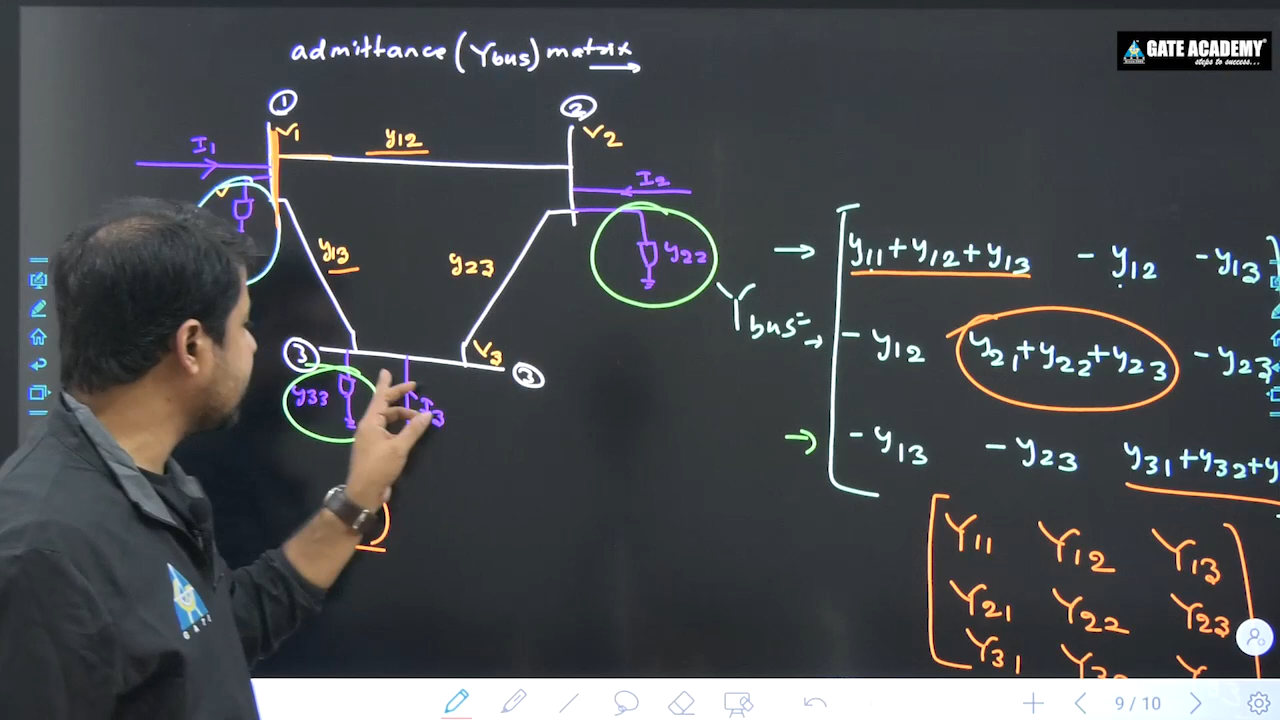 admittance (Ybus) matrix
GATE ACADEMY
steps to success...
1
2
V1
y12
V2
I1
I2
y13
y23
y22
3
V3
3
y33
I3
Ybus =
y11 + y12 + y13 - y12 - y13
- y12 y21 + y22 + y23 - y23
- y13 - y23 y31 + y32 + y
Y11 Y12 Y13
Y21 Y22 Y23
Y31
GATE
9 / 10